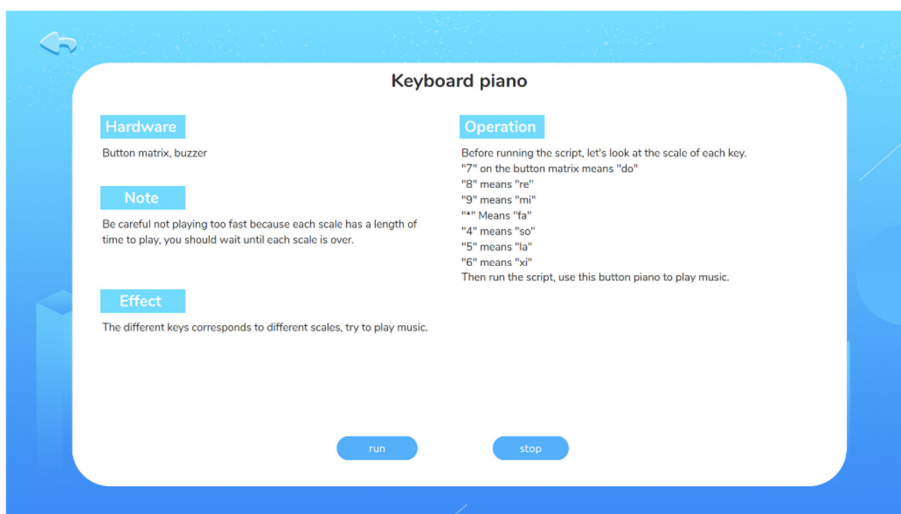 Keyboard piano
Hardware
Button matrix, buzzer
Note
Be careful not playing too fast because each scale has a length of
time to play, you should wait until each scale is over.
Effect
The different keys corresponds to different scales, try to play music.
Operation
Before running the script, let's look at the scale of each key.
"7" on the button matrix means "do"
"8" means "re"
"9" means "mi"
"*" Means "fa"
"4" means "so"
"5" means "la"
"6" means "xi"
Then run the script, use this button piano to play music.
run
stop